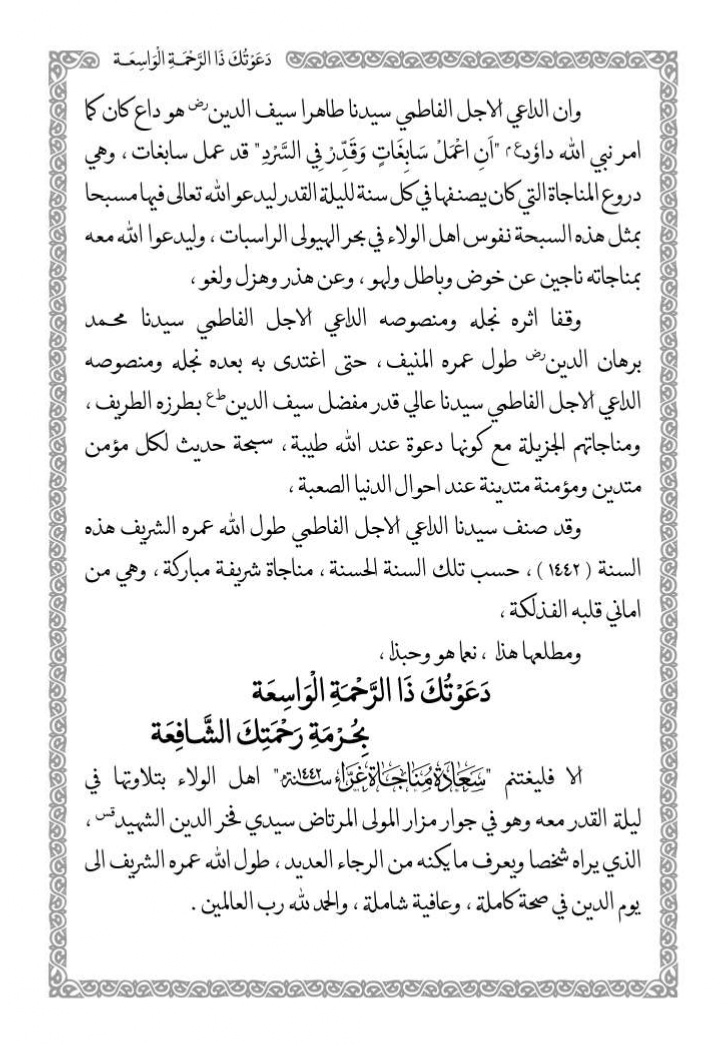 دَعَوْتُكَ ذَا الرَّحْمَةِ الْوَاسِعَة
وان الداعي الاجل الفاطمي سيدنا طاهرا سيف الدين رض هو داع كان كما
امر نبي الله داؤد ع م "اَنِ اعْمَلْ سَابِغَاتٍ وَقَدِّرْ فِي السَّرْدِ" قد عمل سابغات ، وهي
دروع المناجاة التي كان يصنفها في كل سنة لليلة القدر ليدعو الله تعالى فيها مسبحا
بمثل هذه السبحة نفوس اهل الولاء في بحر الهيولى الراسبات ، وليدعوا الله معه
بمناجاته ناجين عن خوض وباطل ولهو ، وعن هذر وهزل ولغو ،
وقفا اثره نجله ومنصوصه الداعي الاجل الفاطمي سيدنا محمد
برهان الدين رض طول عمره المنيف ، حتى اغتدى به بعده نجله ومنصوصه
الداعي الاجل الفاطمي سيدنا عالي قدر مفضل سيف الدين طع بطرزه الطريف ،
ومناجاتهم الجزيلة مع كونها دعوة عند الله طيبة ، سبحة حديث لكل مؤمن
متدين ومؤمنة متدينة عند احوال الدنيا الصعبة ،
وقد صنف سيدنا الداعي الاجل الفاطمي طول الله عمره الشريف هذه
السنة ( ١٤٤٢ ) ، حسب تلك السنة الحسنة ، مناجاة شريفة مباركة ، وهي من
اماني قلبه الفذلكة ،
ومطلعها هذا ، نعما هو وحبذا ،
دَعَوْتُكَ ذَا الرَّحْمَةِ الْوَاسِعَة
بِحُرْمَةِ رَحْمَتِكَ الشَّافِعَة
الا فليغتنم "سَعَادَةَ مُنَاجَاةٍ غَرَّاءَ سنة ١٤٤٢" اهل الولاء بتلاوتها في
ليلة القدر معه وهو في جوار مزار المولى المرتاض سيدي فخر الدين الشهيد قس ،
الذي يراه شخصا ويعرف ما يكنه من الرجاء العديد ، طول الله عمره الشريف الى
يوم الدين في صحة كاملة ، وعافية شاملة ، والحمد لله رب العالمين .